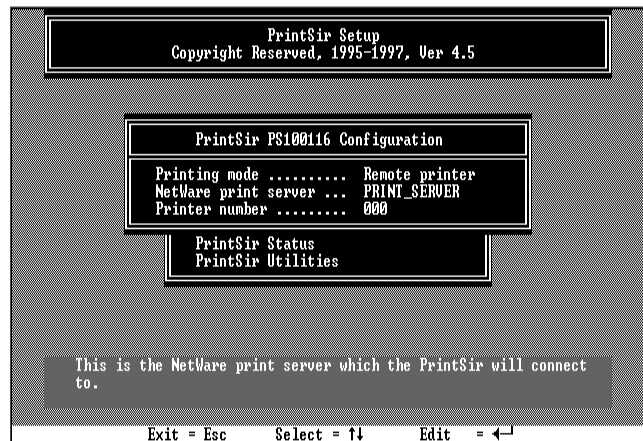 PrintSir Setup
Copyright Reserved, 1995-1997, Ver 4.5
PrintSir PS100116 Configuration
Printing mode .......... Remote printer
NetWare print server ... PRINT_SERVER
Printer number ......... 000
PrintSir Status
PrintSir Utilities
This is the NetWare print server which the PrintSir will connect
to.
Exit = Esc Select = ↑↓ Edit = ↵